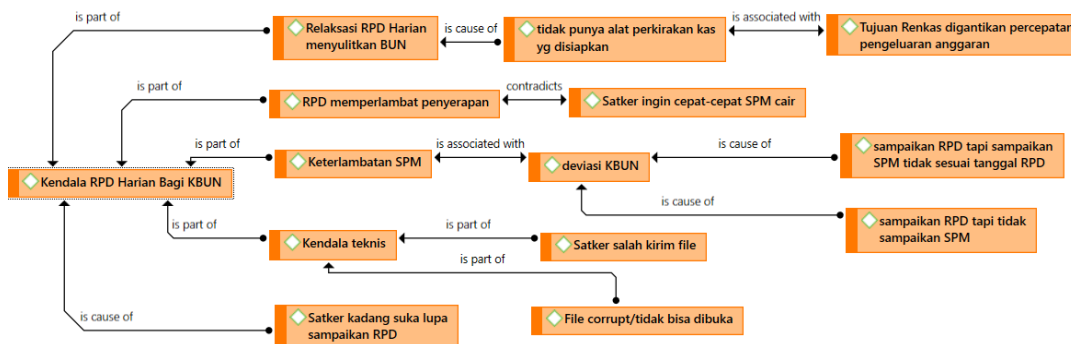 is part of
Relaksasi RPD Harian
menyulitkan BUN
is cause of
tidak punya alat perkirakan kas
yg disiapkan
is associated with
Tujuan Renkas digantikan percepatan
pengeluaran anggaran
is part of
RPD memperlambat penyerapan
contradicts
Satker ingin cepat-cepat SPM cair
is part of
Keterlambatan SPM
is associated with
deviasi KBUN
is cause of
sampaikan RPD tapi sampaikan
SPM tidak sesuai tanggal RPD
Kendala RPD Harian Bagi KBUN
is cause of
sampaikan RPD tapi tidak
sampaikan SPM
is part of
Kendala teknis
is part of
Satker salah kirim file
is part of
File corrupt/tidak bisa dibuka
is cause of
Satker kadang suka lupa
sampaikan RPD